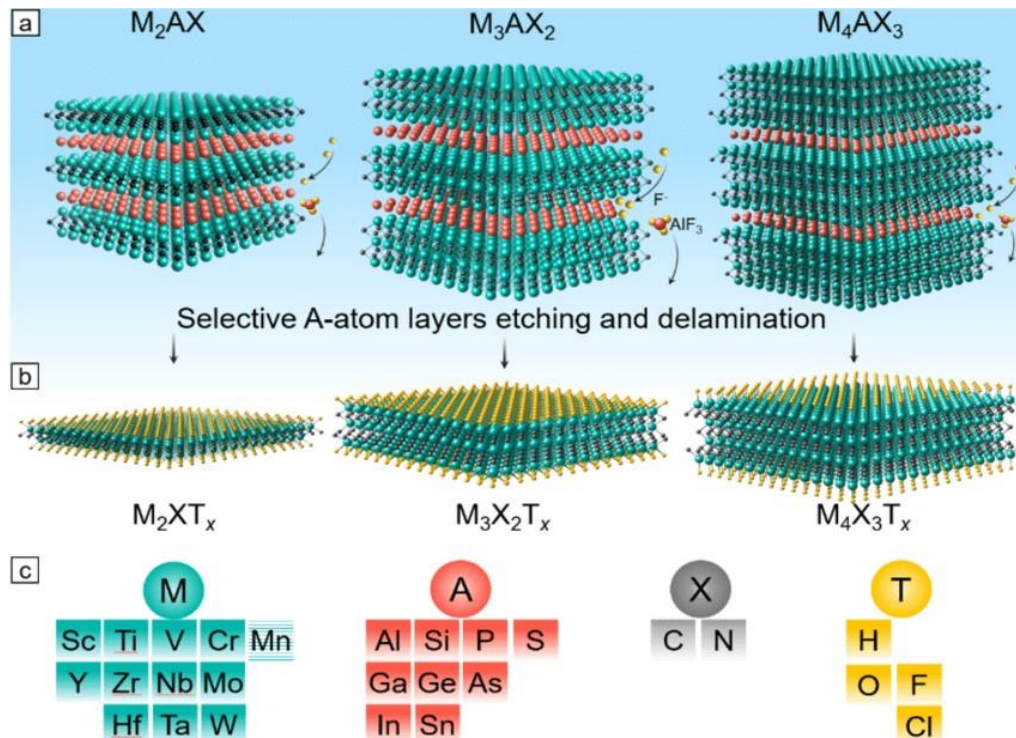 a
M₂AX M₃AX₂ M₄AX₃
F⁻
AlF₃
Selective A-atom layers etching and delamination
b
M₂XTₓ M₃X₂Tₓ M₄X₃Tₓ
c
M A X T
Sc Ti V Cr Mn Al Si P S C N H
Y Zr Nb Mo Ga Ge As O F
Hf Ta W In Sn Cl